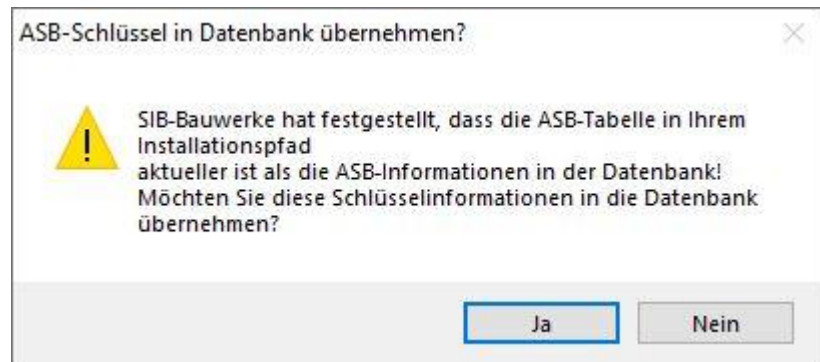 ASB-Schlüssel in Datenbank übernehmen?
SIB-Bauwerke hat festgestellt, dass die ASB-Tabelle in Ihrem
Installationspfad
aktueller ist als die ASB-Informationen in der Datenbank!
Möchten Sie diese Schlüsselinformationen in die Datenbank
übernehmen?
Ja Nein